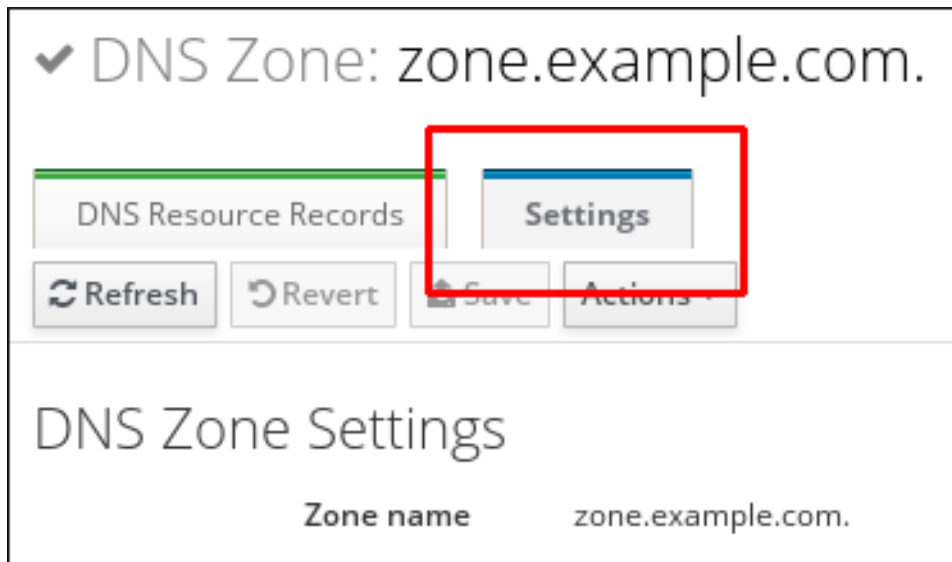 DNS Zone: zone.example.com.
DNS Resource Records Settings
Refresh Revert Save Actions
DNS Zone Settings
Zone name zone.example.com.